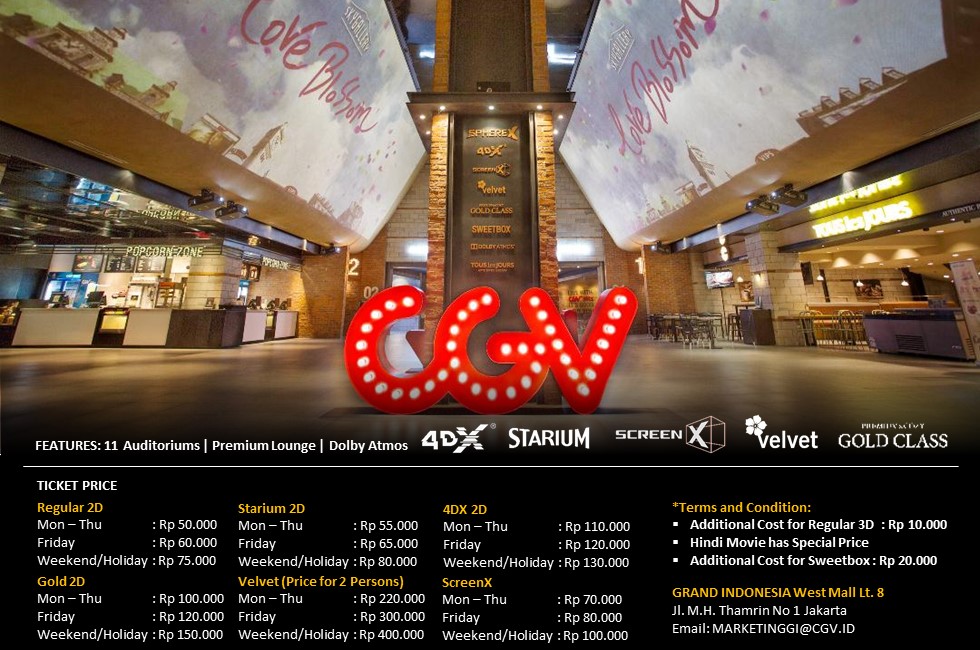 Love Blossom
SKYGALLERY
Love Blossom
SKYGALLERY
SPHEREX
4DX
SCREENX
velvet
GOLD CLASS
SWEETBOX
DOLBY ATMOS
TOUS les JOURS
POPCORN ZONE
POPCORN ZONE
TOUS les JOURS
AUTHENTIC
2
02
1
CGV
FEATURES: 11 Auditoriums | Premium Lounge | Dolby Atmos
4DX® STARIUM SCREEN X velvet GOLD CLASS
TICKET PRICE
Regular 2D
Mon – Thu : Rp 50.000
Friday : Rp 60.000
Weekend/Holiday : Rp 75.000
Gold 2D
Mon – Thu : Rp 100.000
Friday : Rp 120.000
Weekend/Holiday : Rp 150.000
Starium 2D
Mon – Thu : Rp 55.000
Friday : Rp 65.000
Weekend/Holiday : Rp 80.000
Velvet (Price for 2 Persons)
Mon – Thu : Rp 220.000
Friday : Rp 300.000
Weekend/Holiday : Rp 400.000
4DX 2D
Mon – Thu : Rp 110.000
Friday : Rp 120.000
Weekend/Holiday : Rp 130.000
ScreenX
Mon – Thu : Rp 70.000
Friday : Rp 80.000
Weekend/Holiday : Rp 100.000
*Terms and Condition:
▪ Additional Cost for Regular 3D : Rp 10.000
▪ Hindi Movie has Special Price
▪ Additional Cost for Sweetbox : Rp 20.000
GRAND INDONESIA West Mall Lt. 8
Jl. M.H. Thamrin No 1 Jakarta
Email: MARKETINGGI@CGV.ID